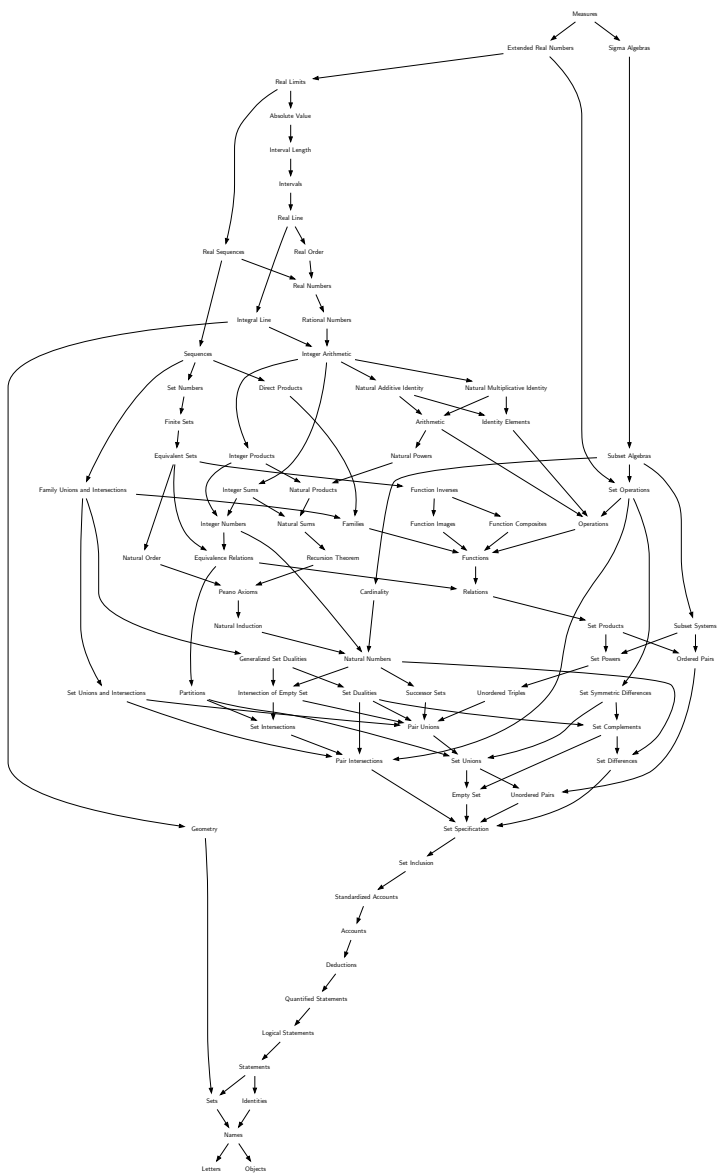 Measures
Extended Real Numbers
Sigma Algebras
Real Limits
Absolute Value
Interval Length
Intervals
Real Line
Real Sequences
Real Order
Real Numbers
Integral Line
Rational Numbers
Sequences
Integer Arithmetic
Set Numbers
Direct Products
Natural Additive Identity
Natural Multiplicative Identity
Finite Sets
Arithmetic
Identity Elements
Equivalent Sets
Integer Products
Natural Powers
Subset Algebras
Family Unions and Intersections
Integer Sums
Natural Products
Function Inverses
Set Operations
Integer Numbers
Natural Sums
Families
Function Images
Function Composites
Operations
Natural Order
Equivalence Relations
Recursion Theorem
Functions
Peano Axioms
Cardinality
Relations
Natural Induction
Set Products
Subset Systems
Generalized Set Dualities
Natural Numbers
Set Powers
Ordered Pairs
Set Unions and Intersections
Partitions
Intersection of Empty Set
Set Dualities
Successor Sets
Unordered Triples
Set Symmetric Differences
Set Intersections
Pair Unions
Set Complements
Pair Intersections
Set Unions
Set Differences
Empty Set
Unordered Pairs
Geometry
Set Specification
Set Inclusion
Standardized Accounts
Accounts
Deductions
Quantified Statements
Logical Statements
Statements
Sets
Identities
Names
Letters
Objects